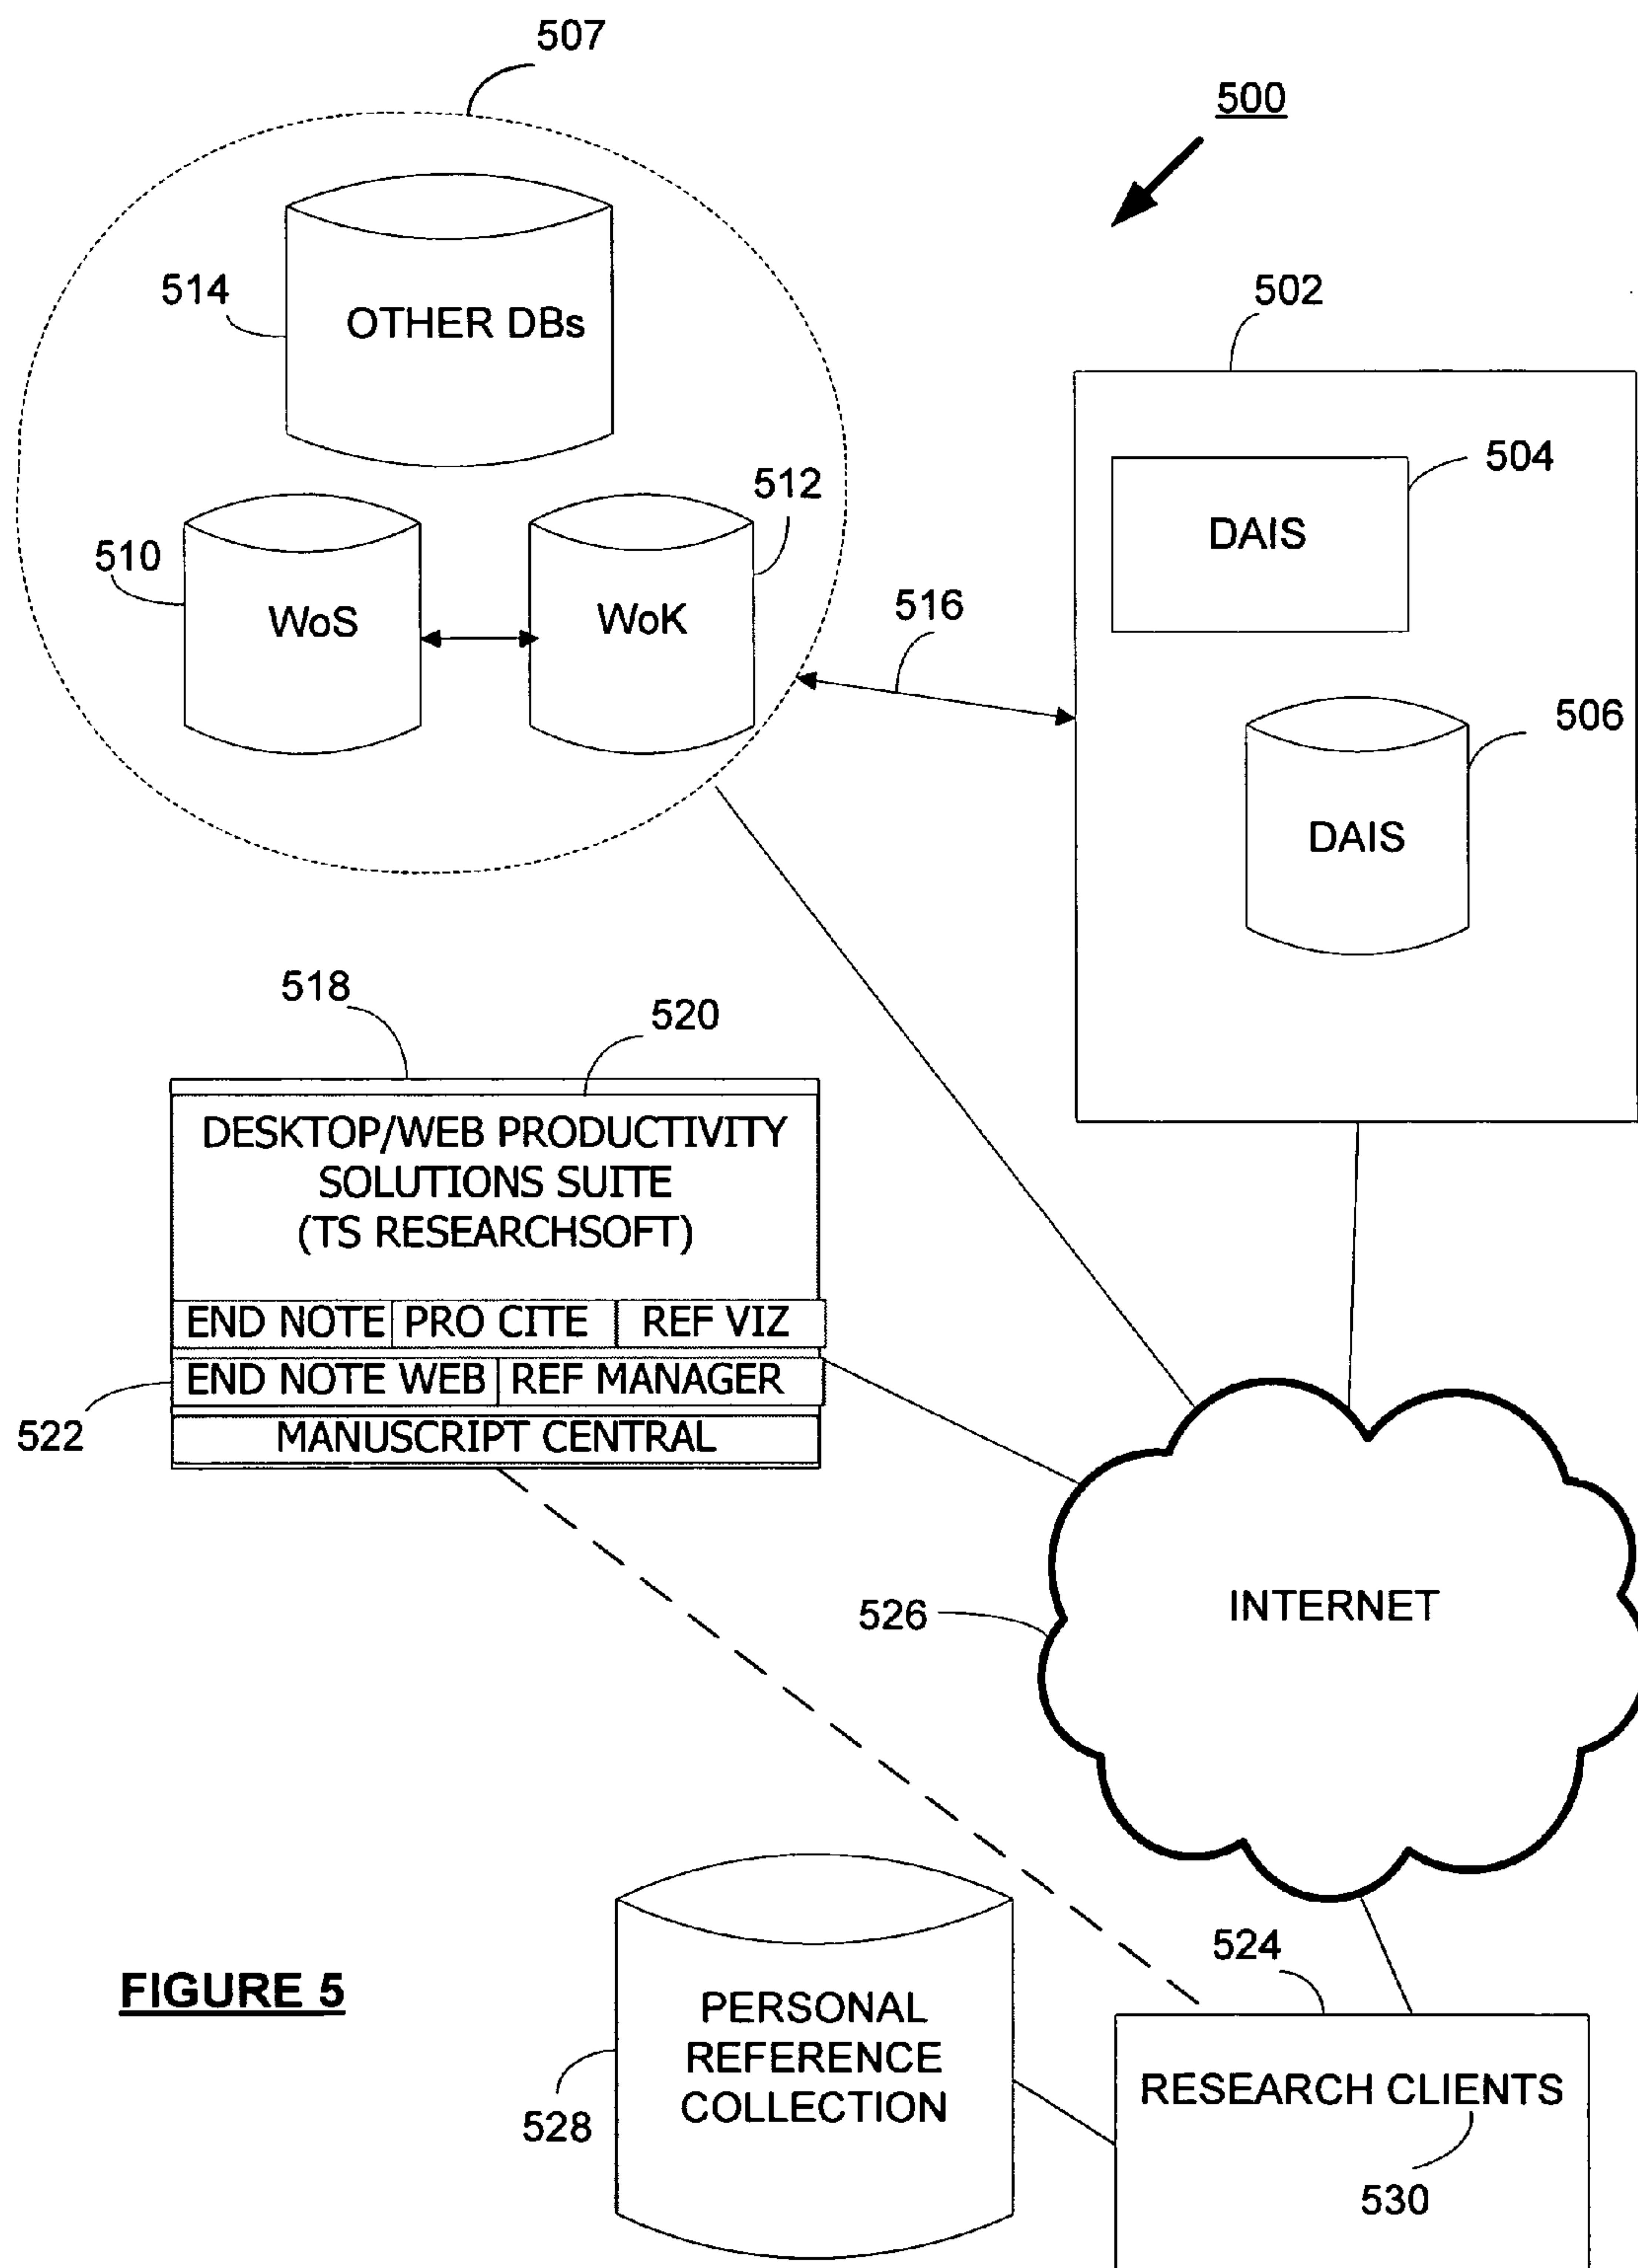 507
500
514
OTHER DBs
502
504
DAIS
512
510
WoS
WoK
516
506
DAIS
518
520
DESKTOP/WEB PRODUCTIVITY
SOLUTIONS SUITE
(TS RESEARCHSOFT)
END NOTE PRO CITE REF VIZ
END NOTE WEB REF MANAGER
522
MANUSCRIPT CENTRAL
526
INTERNET
524
FIGURE 5
PERSONAL
REFERENCE
COLLECTION
528
RESEARCH CLIENTS
530